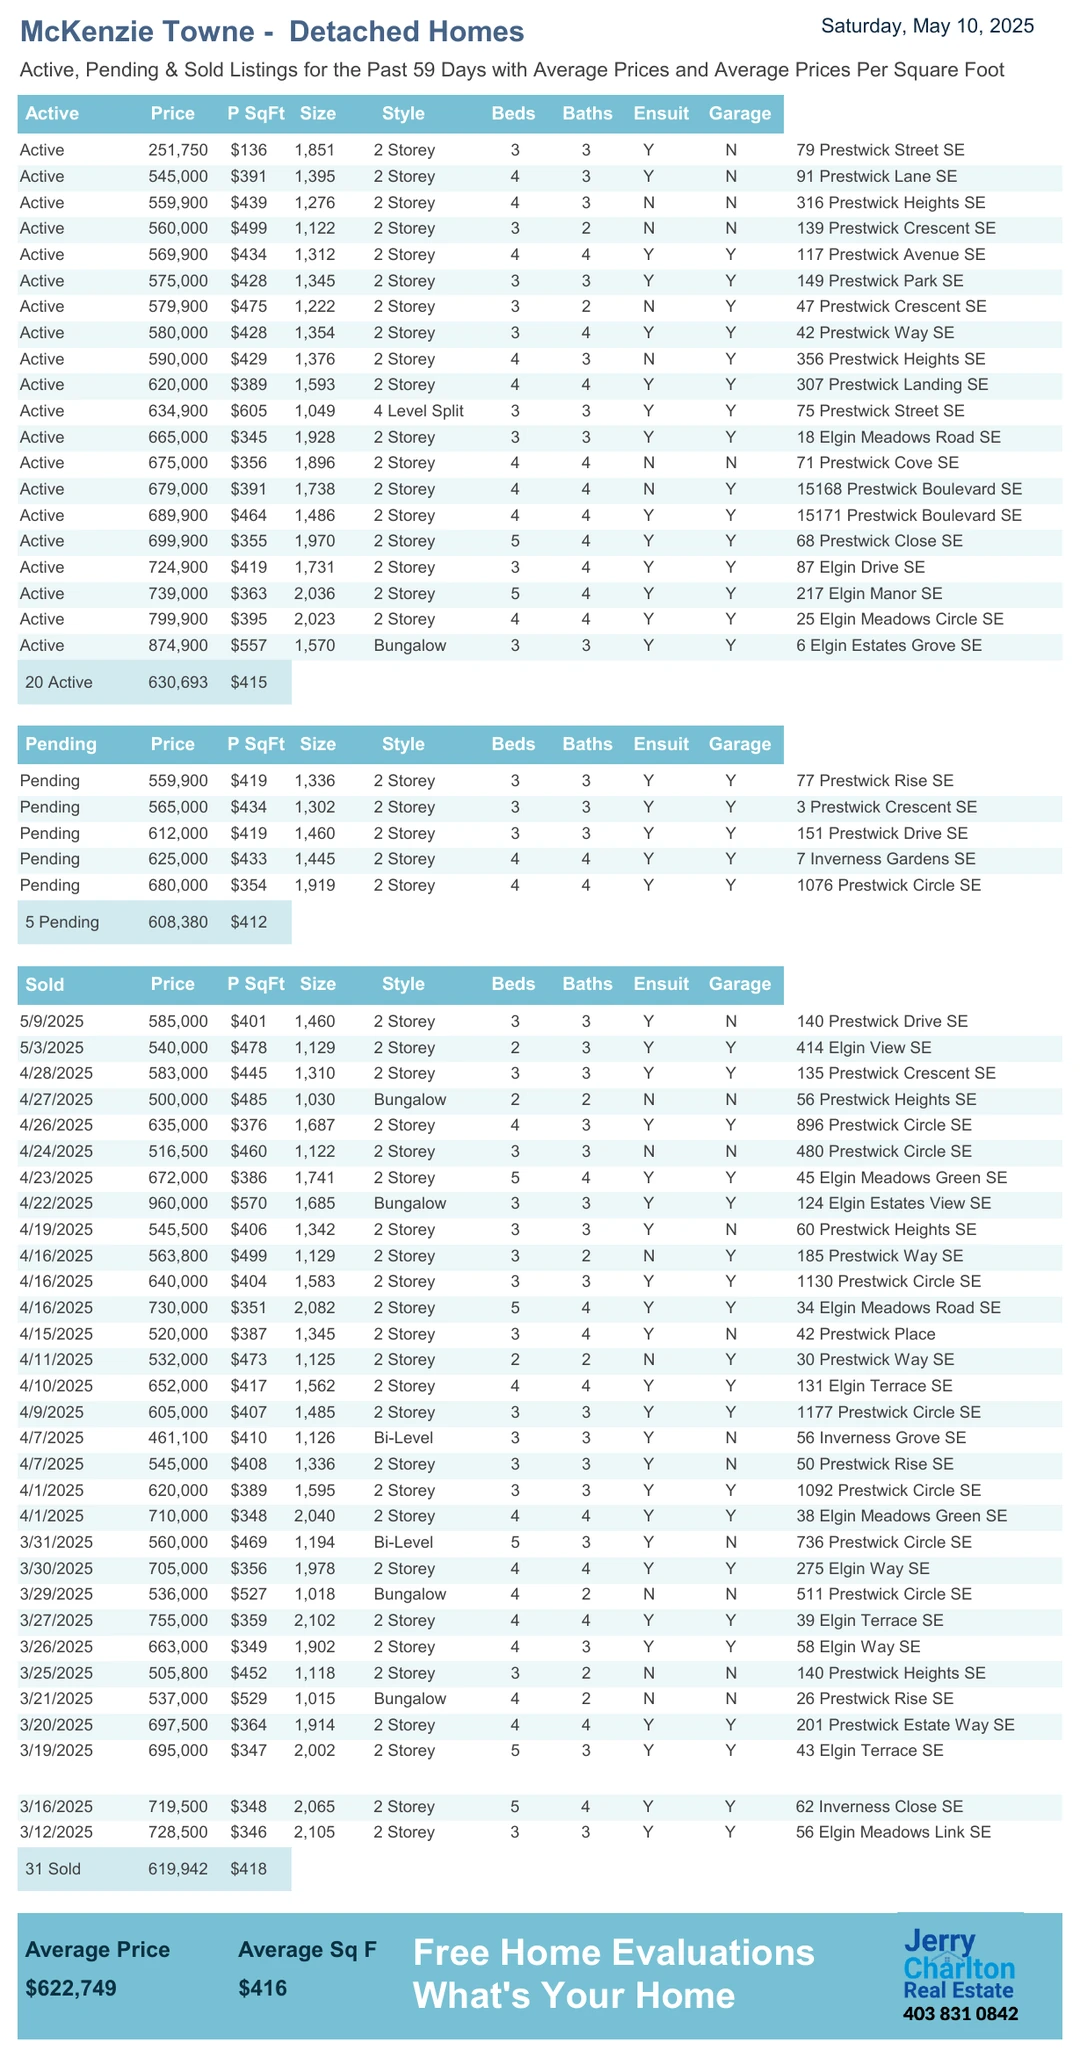 McKenzie Towne - Detached Homes
Saturday, May 10, 2025
Active, Pending & Sold Listings for the Past 59 Days with Average Prices and Average Prices Per Square Foot
Active Price P SqFt Size Style Beds Baths Ensuit Garage
Active 251,750 $136 1,851 2 Storey 3 3 Y N 79 Prestwick Street SE
Active 545,000 $391 1,395 2 Storey 4 3 Y N 91 Prestwick Lane SE
Active 559,900 $439 1,276 2 Storey 4 3 N N 316 Prestwick Heights SE
Active 560,000 $499 1,122 2 Storey 3 2 N N 139 Prestwick Crescent SE
Active 569,900 $434 1,312 2 Storey 4 4 Y Y 117 Prestwick Avenue SE
Active 575,000 $428 1,345 2 Storey 3 3 Y Y 149 Prestwick Park SE
Active 579,900 $475 1,222 2 Storey 3 2 N Y 47 Prestwick Crescent SE
Active 580,000 $428 1,354 2 Storey 3 4 Y Y 42 Prestwick Way SE
Active 590,000 $429 1,376 2 Storey 4 3 N Y 356 Prestwick Heights SE
Active 620,000 $389 1,593 2 Storey 4 4 Y Y 307 Prestwick Landing SE
Active 634,900 $605 1,049 4 Level Split 3 3 Y Y 75 Prestwick Street SE
Active 665,000 $345 1,928 2 Storey 3 3 Y Y 18 Elgin Meadows Road SE
Active 675,000 $356 1,896 2 Storey 4 4 N N 71 Prestwick Cove SE
Active 679,000 $391 1,738 2 Storey 4 4 N Y 15168 Prestwick Boulevard SE
Active 689,900 $464 1,486 2 Storey 4 4 Y Y 15171 Prestwick Boulevard SE
Active 699,900 $355 1,970 2 Storey 5 4 Y Y 68 Prestwick Close SE
Active 724,900 $419 1,731 2 Storey 3 4 Y Y 87 Elgin Drive SE
Active 739,000 $363 2,036 2 Storey 5 4 Y Y 217 Elgin Manor SE
Active 799,900 $395 2,023 2 Storey 4 4 Y Y 25 Elgin Meadows Circle SE
Active 874,900 $557 1,570 Bungalow 3 3 Y Y 6 Elgin Estates Grove SE
20 Active 630,693 $415
Pending Price P SqFt Size Style Beds Baths Ensuit Garage
Pending 559,900 $419 1,336 2 Storey 3 3 Y Y 77 Prestwick Rise SE
Pending 565,000 $434 1,302 2 Storey 3 3 Y Y 3 Prestwick Crescent SE
Pending 612,000 $419 1,460 2 Storey 3 3 Y Y 151 Prestwick Drive SE
Pending 625,000 $433 1,445 2 Storey 4 4 Y Y 7 Inverness Gardens SE
Pending 680,000 $354 1,919 2 Storey 4 4 Y Y 1076 Prestwick Circle SE
5 Pending 608,380 $412
Sold Price P SqFt Size Style Beds Baths Ensuit Garage
5/9/2025 585,000 $401 1,460 2 Storey 3 3 Y N 140 Prestwick Drive SE
5/3/2025 540,000 $478 1,129 2 Storey 2 3 Y Y 414 Elgin View SE
4/28/2025 583,000 $445 1,310 2 Storey 3 3 Y Y 135 Prestwick Crescent SE
4/27/2025 500,000 $485 1,030 Bungalow 2 2 N N 56 Prestwick Heights SE
4/26/2025 635,000 $376 1,687 2 Storey 4 3 Y Y 896 Prestwick Circle SE
4/24/2025 516,500 $460 1,122 2 Storey 3 3 N N 480 Prestwick Circle SE
4/23/2025 672,000 $386 1,741 2 Storey 5 4 Y Y 45 Elgin Meadows Green SE
4/22/2025 960,000 $570 1,685 Bungalow 3 3 Y Y 124 Elgin Estates View SE
4/19/2025 545,500 $406 1,342 2 Storey 3 3 Y N 60 Prestwick Heights SE
4/16/2025 563,800 $499 1,129 2 Storey 3 2 N Y 185 Prestwick Way SE
4/16/2025 640,000 $404 1,583 2 Storey 3 3 Y Y 1130 Prestwick Circle SE
4/16/2025 730,000 $351 2,082 2 Storey 5 4 Y Y 34 Elgin Meadows Road SE
4/15/2025 520,000 $387 1,345 2 Storey 3 4 Y N 42 Prestwick Place
4/11/2025 532,000 $473 1,125 2 Storey 2 2 N Y 30 Prestwick Way SE
4/10/2025 652,000 $417 1,562 2 Storey 4 4 Y Y 131 Elgin Terrace SE
4/9/2025 605,000 $407 1,485 2 Storey 3 3 Y Y 1177 Prestwick Circle SE
4/7/2025 461,100 $410 1,126 Bi-Level 3 3 Y N 56 Inverness Grove SE
4/7/2025 545,000 $408 1,336 2 Storey 3 3 Y N 50 Prestwick Rise SE
4/1/2025 620,000 $389 1,595 2 Storey 3 3 Y Y 1092 Prestwick Circle SE
4/1/2025 710,000 $348 2,040 2 Storey 4 4 Y Y 38 Elgin Meadows Green SE
3/31/2025 560,000 $469 1,194 Bi-Level 5 3 Y N 736 Prestwick Circle SE
3/30/2025 705,000 $356 1,978 2 Storey 4 4 Y Y 275 Elgin Way SE
3/29/2025 536,000 $527 1,018 Bungalow 4 2 N N 511 Prestwick Circle SE
3/27/2025 755,000 $359 2,102 2 Storey 4 4 Y Y 39 Elgin Terrace SE
3/26/2025 663,000 $349 1,902 2 Storey 4 3 Y Y 58 Elgin Way SE
3/25/2025 505,800 $452 1,118 2 Storey 3 2 N N 140 Prestwick Heights SE
3/21/2025 537,000 $529 1,015 Bungalow 4 2 N N 26 Prestwick Rise SE
3/20/2025 697,500 $364 1,914 2 Storey 4 4 Y Y 201 Prestwick Estate Way SE
3/19/2025 695,000 $347 2,002 2 Storey 5 3 Y Y 43 Elgin Terrace SE
3/16/2025 719,500 $348 2,065 2 Storey 5 4 Y Y 62 Inverness Close SE
3/12/2025 728,500 $346 2,105 2 Storey 3 3 Y Y 56 Elgin Meadows Link SE
31 Sold 619,942 $418
Average Price Average Sq F
$622,749 $416
Free Home Evaluations
What's Your Home
Jerry
Charlton
Real Estate
403 831 0842